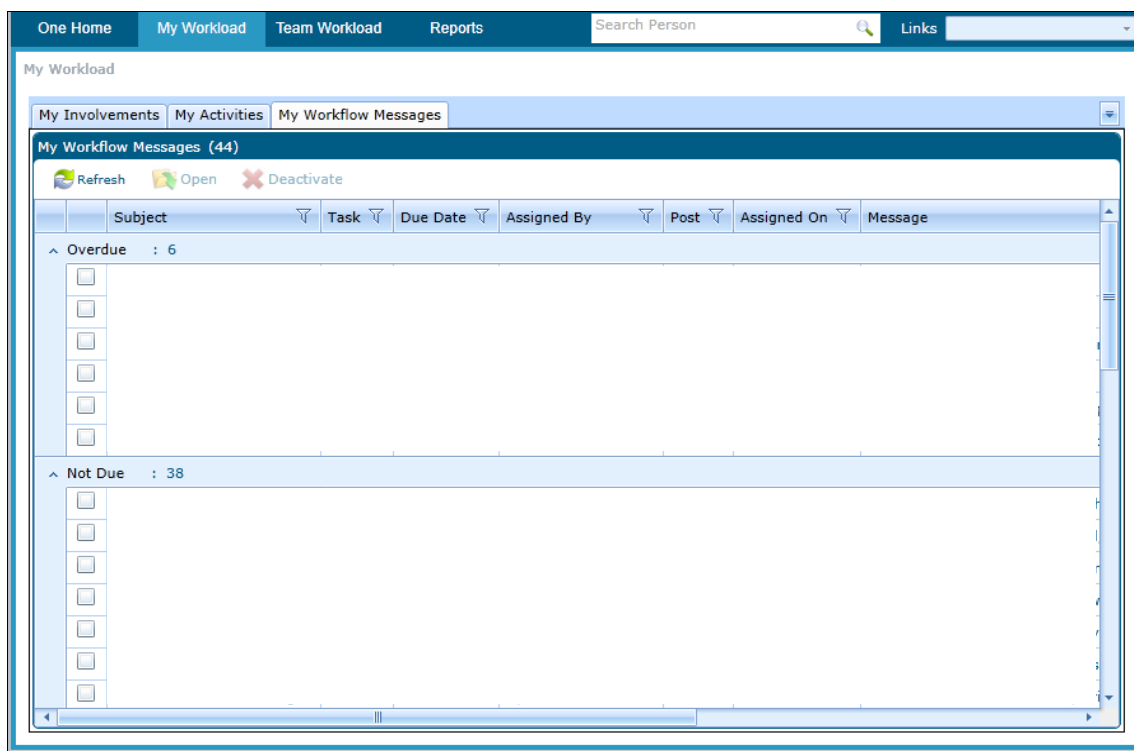 One Home My Workload Team Workload Reports Search Person Links
My Workload
My Involvements My Activities My Workflow Messages
My Workflow Messages (44)
Refresh Open Deactivate
Subject Task Due Date Assigned By Post Assigned On Message
Overdue : 6
Not Due : 38